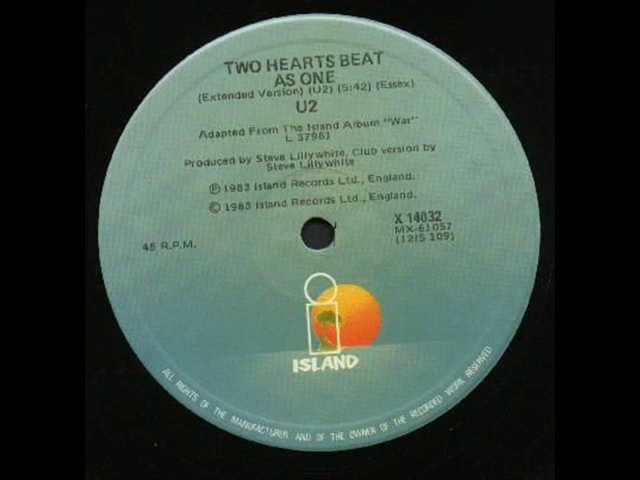 TWO HEARTS BEAT
AS ONE
(Extended Version) (U2) (5:42) (Essex)
U2
Adapted From The Island Album "War"
L 37961
Produced by Steve Lillywhite, Club version by
Steve Lillywhite
Ⓟ 1983 Island Records Ltd., England.
© 1983 Island Records Ltd., England.
45 R.P.M.
X 14032
MX-61057
(12IS 109)
ISLAND
ALL RIGHTS OF THE MANUFACTURER AND OF THE OWNER OF THE RECORDED WORK RESERVED